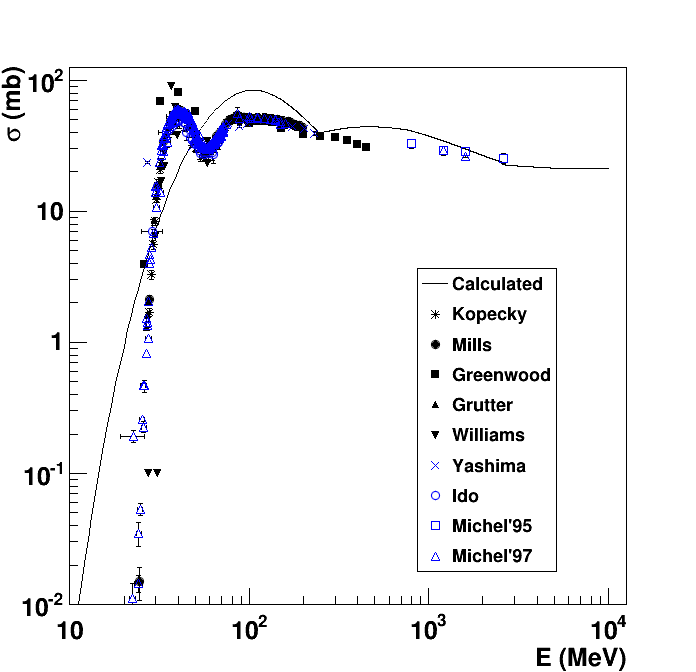 σ (mb)
10²
10
1
10⁻¹
10⁻²
Calculated
Kopecky
Mills
Greenwood
Grutter
Williams
Yashima
Ido
Michel'95
Michel'97
10 10² 10³ 10⁴
E (MeV)